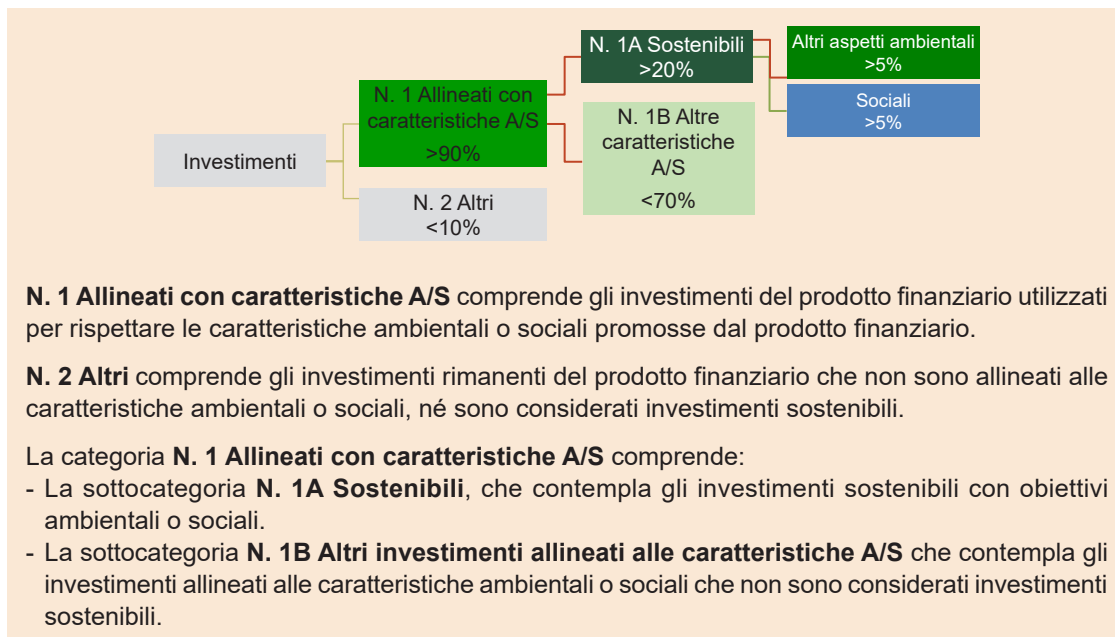 N. 1A Sostenibili
>20%
Altri aspetti ambientali
>5%
Sociali
>5%
N. 1 Allineati con
caratteristiche A/S
>90%
N. 1B Altre
caratteristiche
A/S
<70%
Investimenti
N. 2 Altri
<10%
N. 1 Allineati con caratteristiche A/S comprende gli investimenti del prodotto finanziario utilizzati
per rispettare le caratteristiche ambientali o sociali promosse dal prodotto finanziario.
N. 2 Altri comprende gli investimenti rimanenti del prodotto finanziario che non sono allineati alle
caratteristiche ambientali o sociali, né sono considerati investimenti sostenibili.
La categoria N. 1 Allineati con caratteristiche A/S comprende:
- La sottocategoria N. 1A Sostenibili, che contempla gli investimenti sostenibili con obiettivi
ambientali o sociali.
- La sottocategoria N. 1B Altri investimenti allineati alle caratteristiche A/S che contempla gli
investimenti allineati alle caratteristiche ambientali o sociali che non sono considerati investimenti
sostenibili.